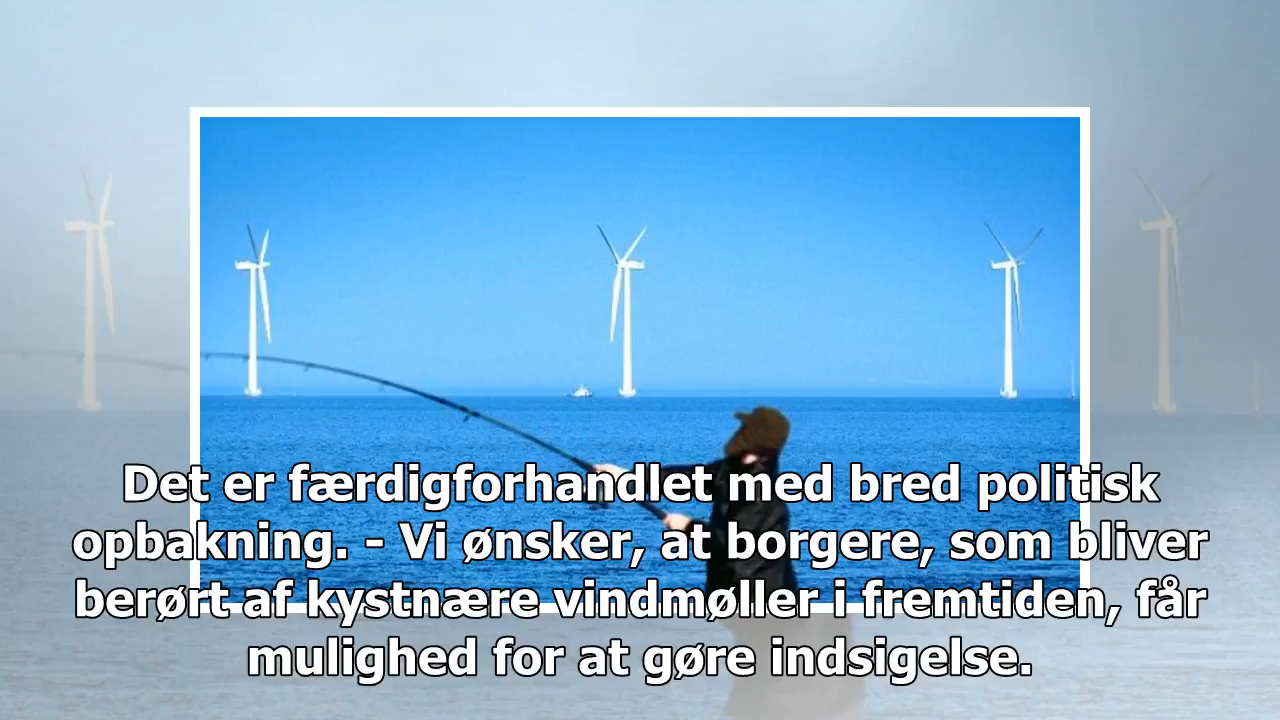 Det er færdigforhandlet med bred politisk
opbakning. - Vi ønsker, at borgere, som bliver
berørt af kystnære vindmøller i fremtiden, får
mulighed for at gøre indsigelse.